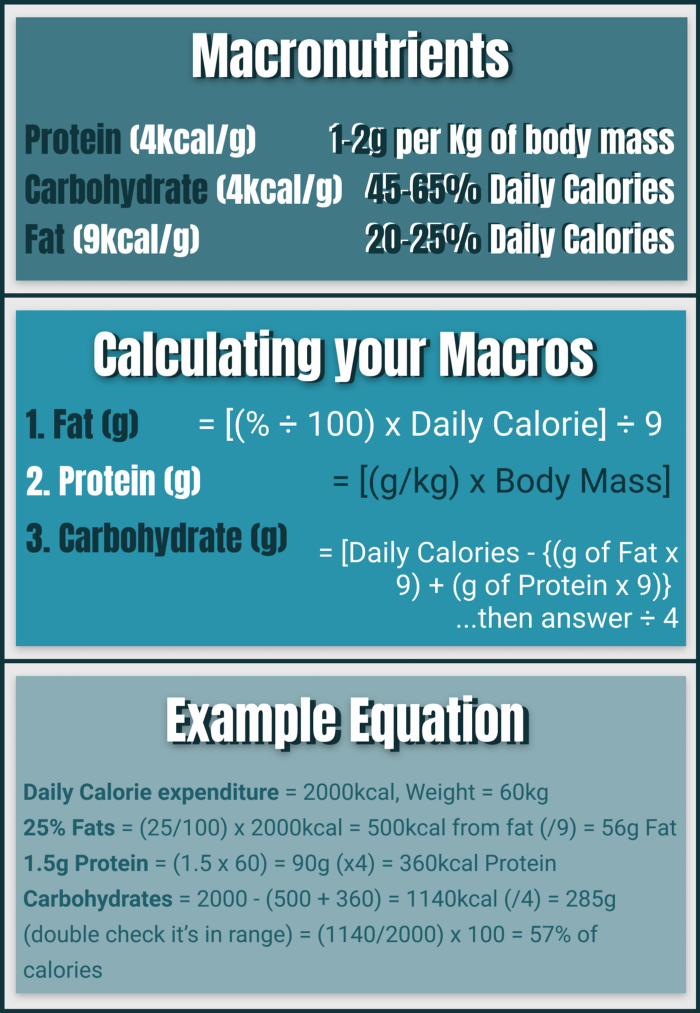 Macronutrients
Protein (4kcal/g) 1-2g per Kg of body mass
Carbohydrate (4kcal/g) 45-65% Daily Calories
Fat (9kcal/g) 20-25% Daily Calories
Calculating your Macros
1. Fat (g) = [(% ÷ 100) x Daily Calorie] ÷ 9
2. Protein (g) = [(g/kg) x Body Mass]
3. Carbohydrate (g)
= [Daily Calories - {(g of Fat x
9) + (g of Protein x 9)}
...then answer ÷ 4
Example Equation
Daily Calorie expenditure = 2000kcal, Weight = 60kg
25% Fats = (25/100) x 2000kcal = 500kcal from fat (/9) = 56g Fat
1.5g Protein = (1.5 x 60) = 90g (x4) = 360kcal Protein
Carbohydrates = 2000 - (500 + 360) = 1140kcal (/4) = 285g
(double check it's in range) = (1140/2000) x 100 = 57% of
calories